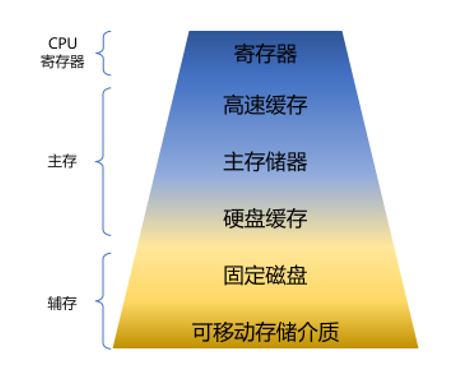 CPU
寄存器
寄存器
高速缓存
主存
主存储器
硬盘缓存
固定磁盘
辅存
可移动存储介质